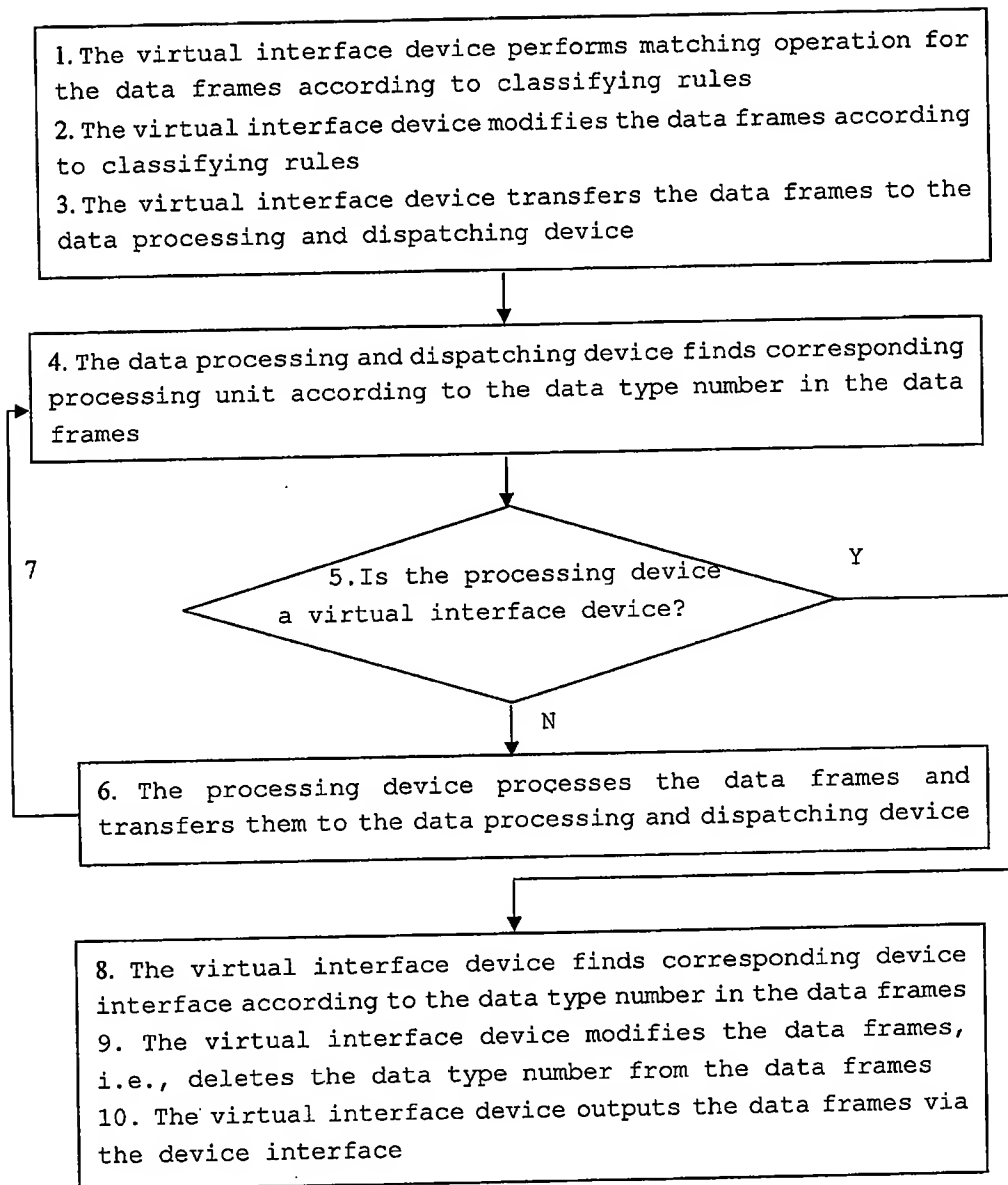 1. The virtual interface device performs matching operation for
the data frames according to classifying rules
2. The virtual interface device modifies the data frames according
to classifying rules
3. The virtual interface device transfers the data frames to the
data processing and dispatching device
4. The data processing and dispatching device finds corresponding
processing unit according to the data type number in the data
frames
7
Y
5.Is the processing device
a virtual interface device?
N
6. The processing device processes the data frames and
transfers them to the data processing and dispatching device
8. The virtual interface device finds corresponding device
interface according to the data type number in the data frames
9. The virtual interface device modifies the data frames,
i.e., deletes the data type number from the data frames
10. The virtual interface device outputs the data frames via
the device interface